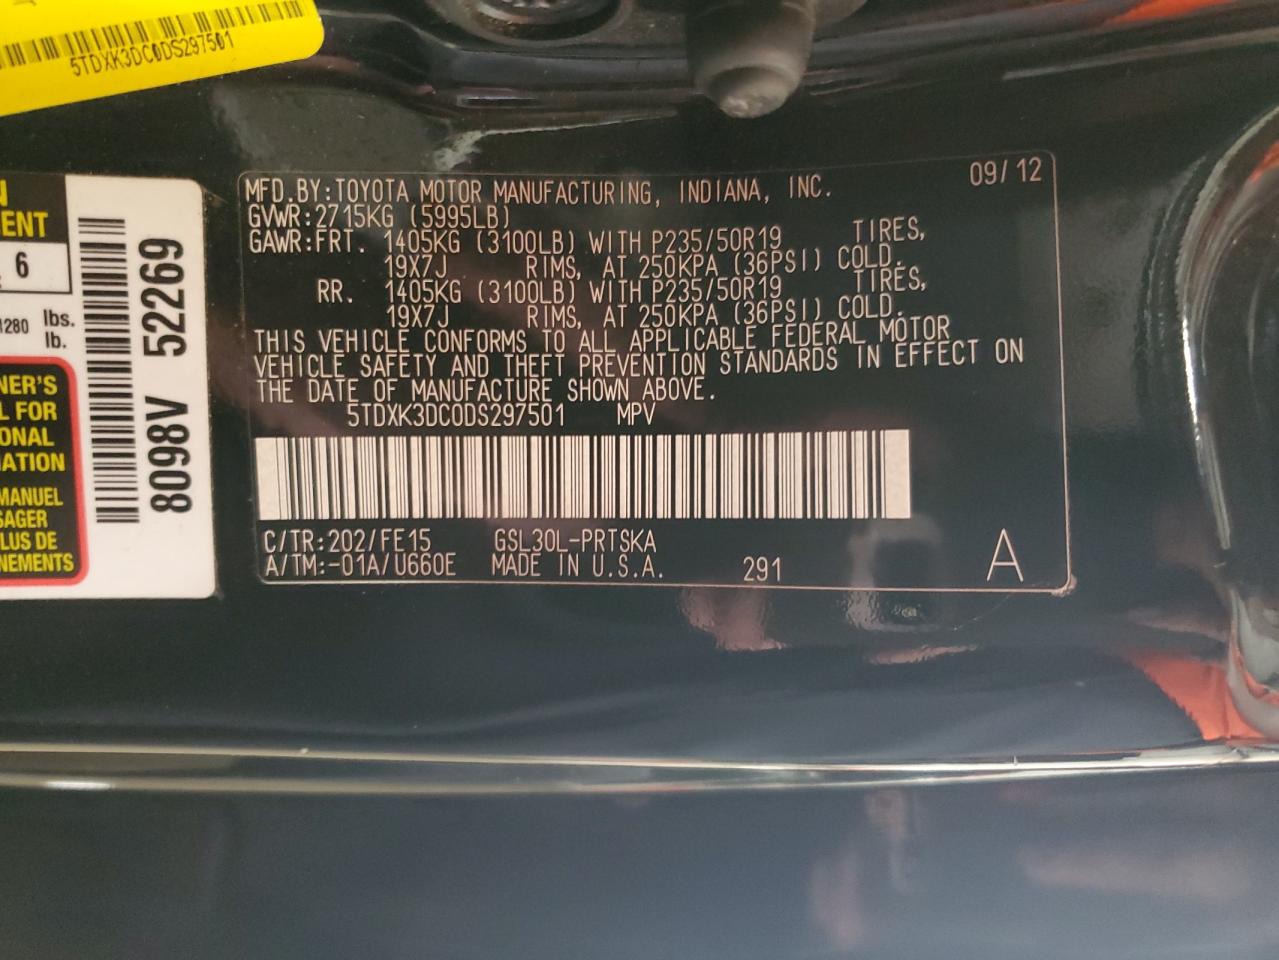 5TDXK3DC0DS297501
ENT
6
1280 lbs.
lb.
NER'S
L FOR
IONAL
MATION
MANUEL
SAGER
LUS DE
NEMENTS
8098V 52269
MFD.BY:TOYOTA MOTOR MANUFACTURING, INDIANA, INC. 09/12
GVWR:2715KG (5995LB)
GAWR:FRT. 1405KG (3100LB) WITH P235/50R19 TIRES,
19X7J RIMS, AT 250KPA (36PSI) COLD.
RR. 1405KG (3100LB) WITH P235/50R19 TIRES,
19X7J RIMS, AT 250KPA (36PSI) COLD.
THIS VEHICLE CONFORMS TO ALL APPLICABLE FEDERAL MOTOR
VEHICLE SAFETY AND THEFT PREVENTION STANDARDS IN EFFECT ON
THE DATE OF MANUFACTURE SHOWN ABOVE.
5TDXK3DC0DS297501 MPV
C/TR:202/FE15 GSL30L-PRTSKA
A/TM:-01A/U660E MADE IN U.S.A. 291 A